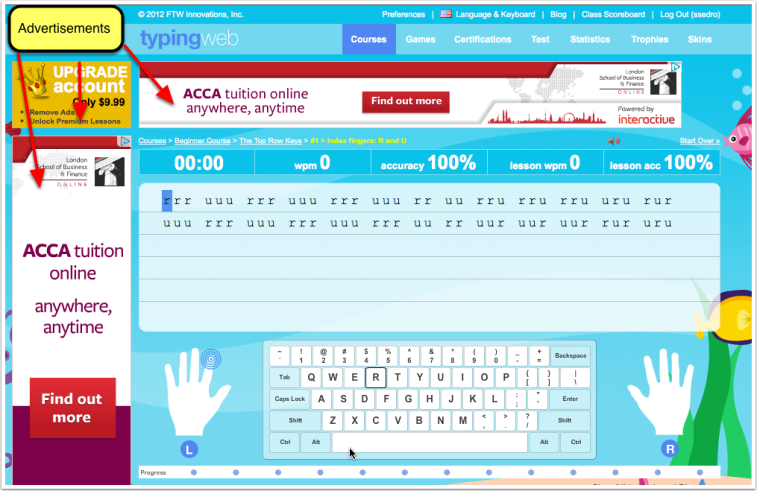 © 2012 FTW Innovations, Inc.
Preferences | Language & Keyboard | Blog | Class Scoreboard | Log Out (ssedro)
Advertisements
typingweb
Courses Games Certifications Test Statistics Trophies Skins
UPGRADE
account
Only $9.99
• Remove Ads
• Unlock Premium Lessons
ACCA tuition online
anywhere, anytime
Find out more
London
School of Business
& Finance
ONLINE
Powered by
interactive
London
School of Business
& Finance
ONLINE
ACCA tuition
online
anywhere,
anytime
Find out
more
Courses > Beginner Course > The Top Row Keys > #1 > Index fingers: R and U
Start Over »
00:00 wpm 0 accuracy 100% lesson wpm 0 lesson acc 100%
rrr uuu rrr uuu rrr uuu rr uu rru rru rru uru rur
uuu rrr uuu rrr uuu rrr uu rr uur uur uur rur uru
~ ! @ # $ % ^ & * ( ) _ +
- 1 2 3 4 5 6 7 8 9 0 - = Backspace
Tab Q W E R T Y U I O P { [ } ] | \
Caps Lock A S D F G H J K L : ; " ' Enter
Shift Z X C V B N M < , > . ? / Shift
Ctrl Alt Alt Ctrl
L
R
Progress